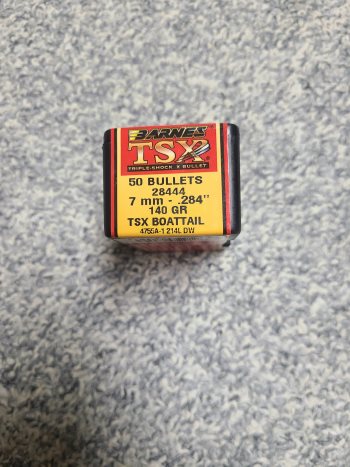 BARNES
TSX
TRIPLE-SHOCK X BULLET
50 BULLETS
28444
7 mm - .284"
140 GR
TSX BOATTAIL
4755A-1 214L DW